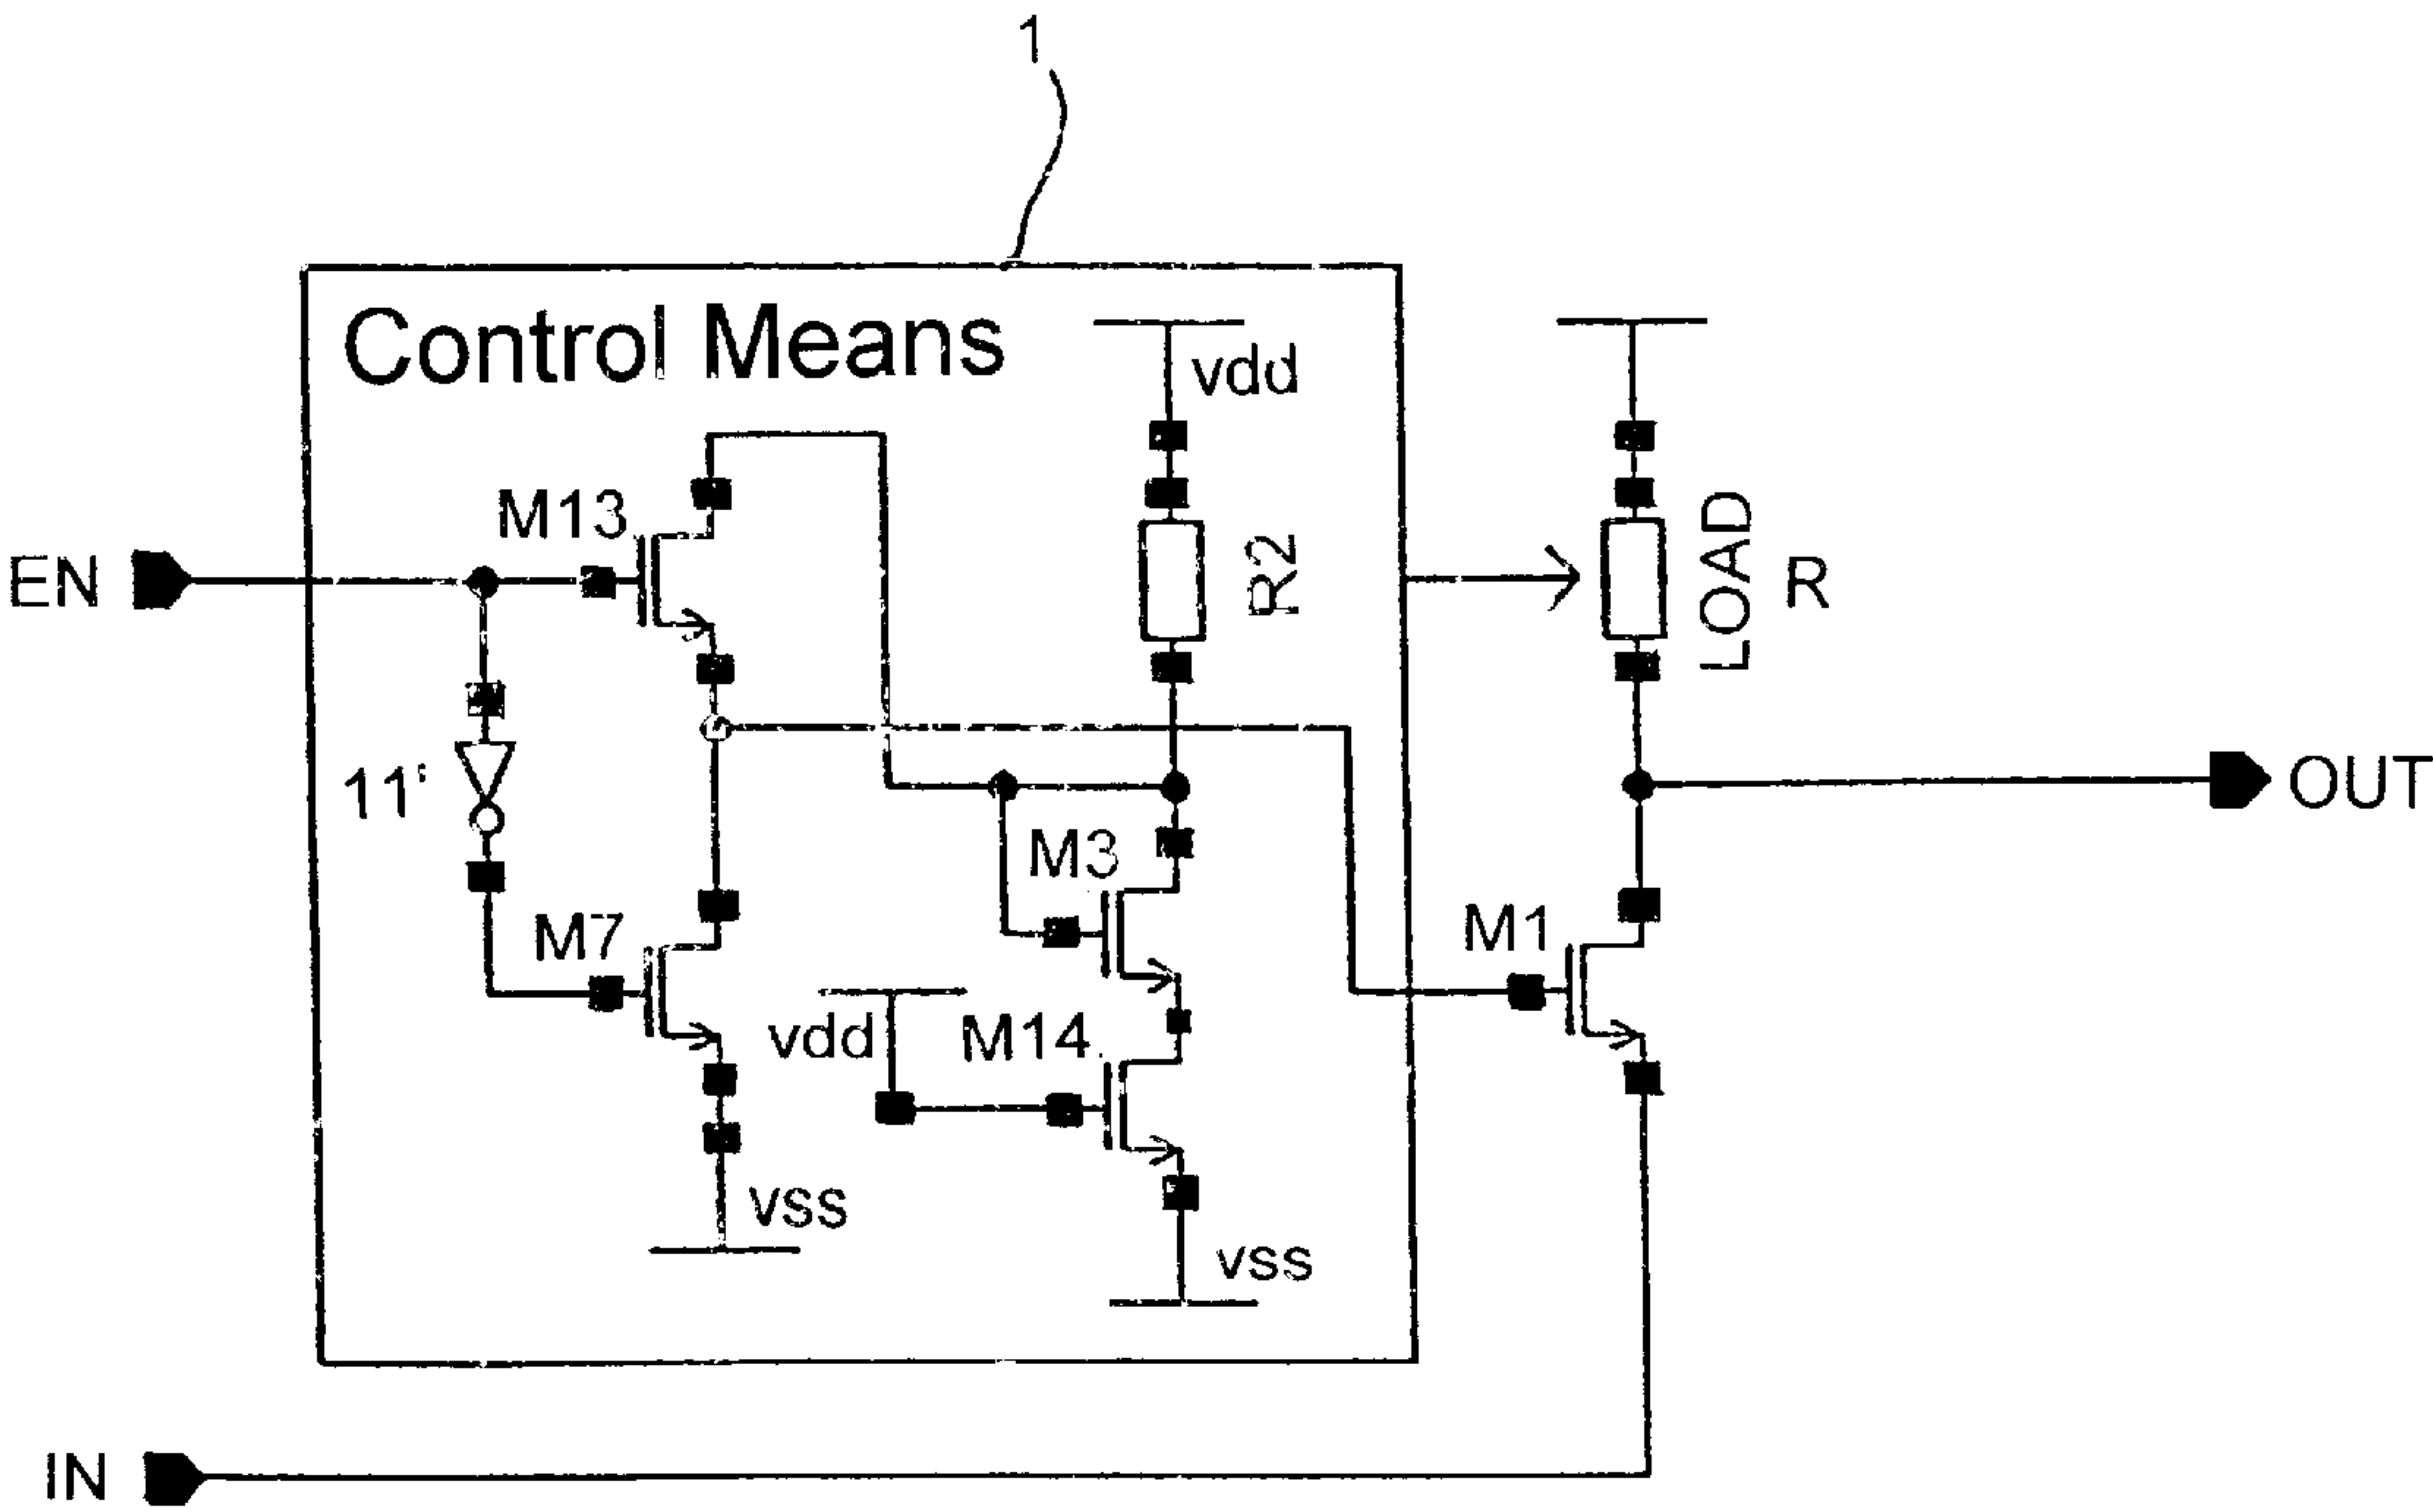 1
Control Means
vdd
M13
EN
R2
LOAD
R
11'
M3
OUT
M7
M1
vdd
M14
vss
vss
IN